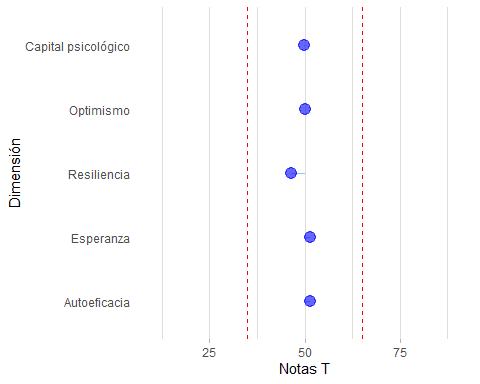 Capital psicológico
Optimismo
Resiliencia
Esperanza
Autoeficacia
Dimensión
25 50 75
Notas T